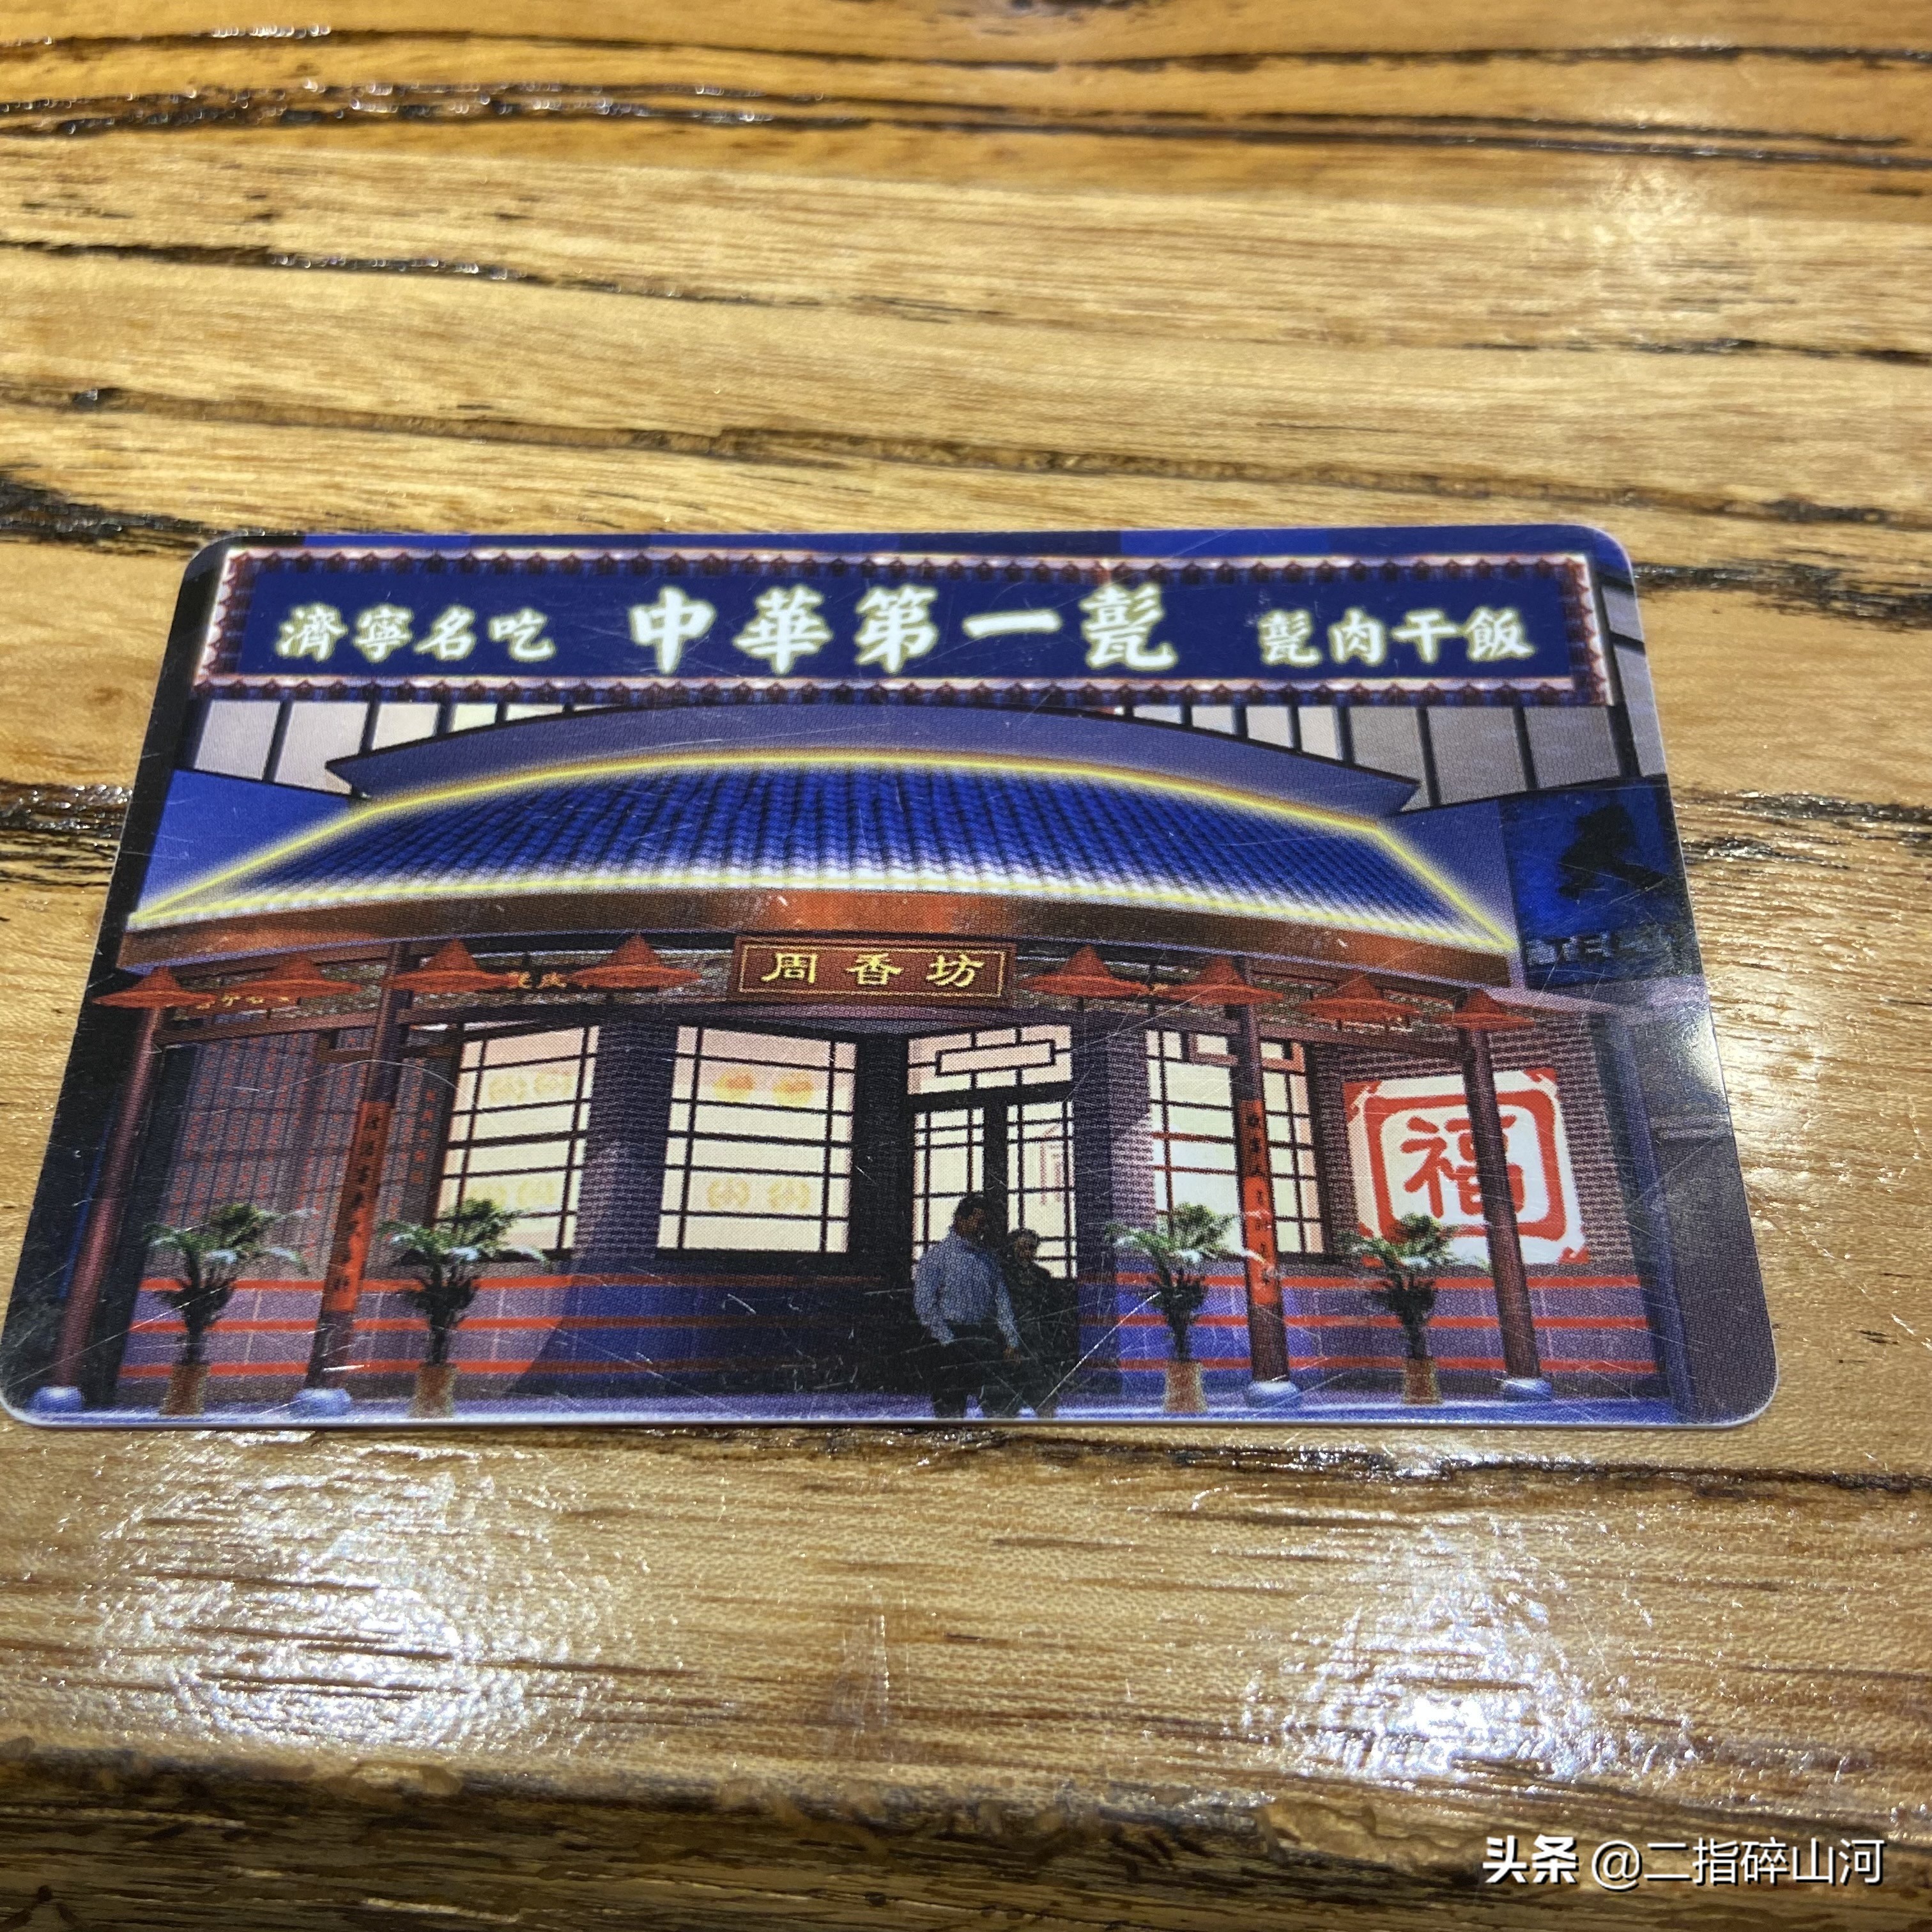 濟寧名吃 中華第一甏 甏肉干飯
周香坊
福
头条 @二指碎山河